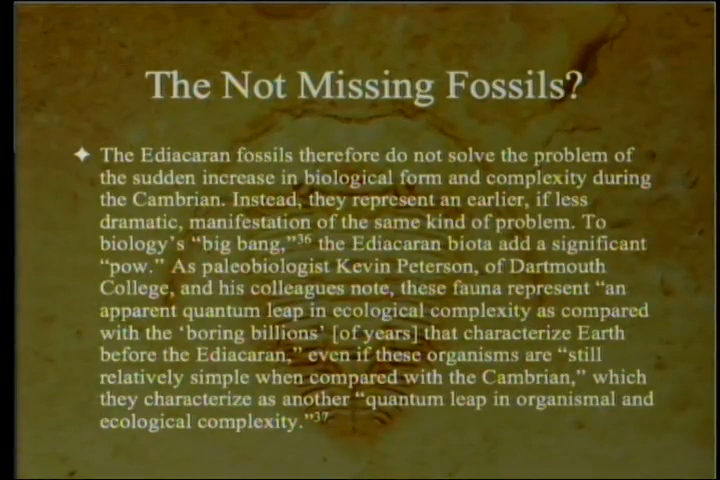 The Not Missing Fossils?
The Ediacaran fossils therefore do not solve the problem of
the sudden increase in biological form and complexity during
the Cambrian. Instead, they represent an earlier, if less
dramatic, manifestation of the same kind of problem. To
biology's “big bang,”³⁶ the Ediacaran biota add a significant
“pow.” As paleobiologist Kevin Peterson, of Dartmouth
College, and his colleagues note, these fauna represent “an
apparent quantum leap in ecological complexity as compared
with the ‘boring billions’ [of years] that characterize Earth
before the Ediacaran,” even if these organisms are “still
relatively simple when compared with the Cambrian,” which
they characterize as another “quantum leap in organismal and
ecological complexity.”³⁷